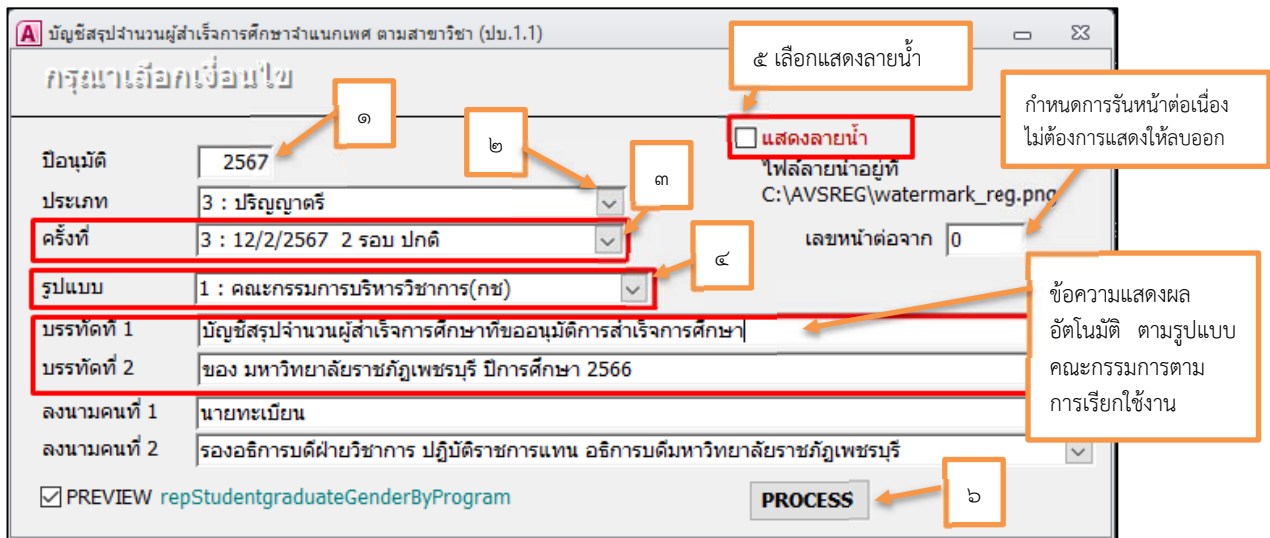 บัญชีสรุปจำนวนผู้สำเร็จการศึกษาจำแนกเพศ ตามสาขาวิชา (ปบ.1.1)
กรุณาเลือกเงื่อนไข
๕ เลือกแสดงลายน้ำ
กำหนดการรันหน้าต่อเนื่อง
ไม่ต้องการแสดงให้ลบออก
๑
๒
๓
แสดงลายน้ำ
ไฟล์ลายน้ำอยู่ที่
C:\AVSREG\watermark_reg.png
ปีอนุมัติ 2567
ประเภท 3 : ปริญญาตรี
ครั้งที่ 3 : 12/2/2567 2 รอบ ปกติ
เลขหน้าต่อจาก 0
๔
รูปแบบ 1 : คณะกรรมการบริหารวิชาการ(กช)
ข้อความแสดงผล
อัตโนมัติ ตามรูปแบบ
คณะกรรมการตาม
การเรียกใช้งาน
บรรทัดที่ 1 บัญชีสรุปจำนวนผู้สำเร็จการศึกษาที่ขออนุมัติการสำเร็จการศึกษา
บรรทัดที่ 2 ของ มหาวิทยาลัยราชภัฏเพชรบุรี ปีการศึกษา 2566
ลงนามคนที่ 1 นายทะเบียน
ลงนามคนที่ 2 รองอธิการบดีฝ่ายวิชาการ ปฏิบัติราชการแทน อธิการบดีมหาวิทยาลัยราชภัฏเพชรบุรี
PREVIEW repStudentgraduateGenderByProgram
PROCESS
๖